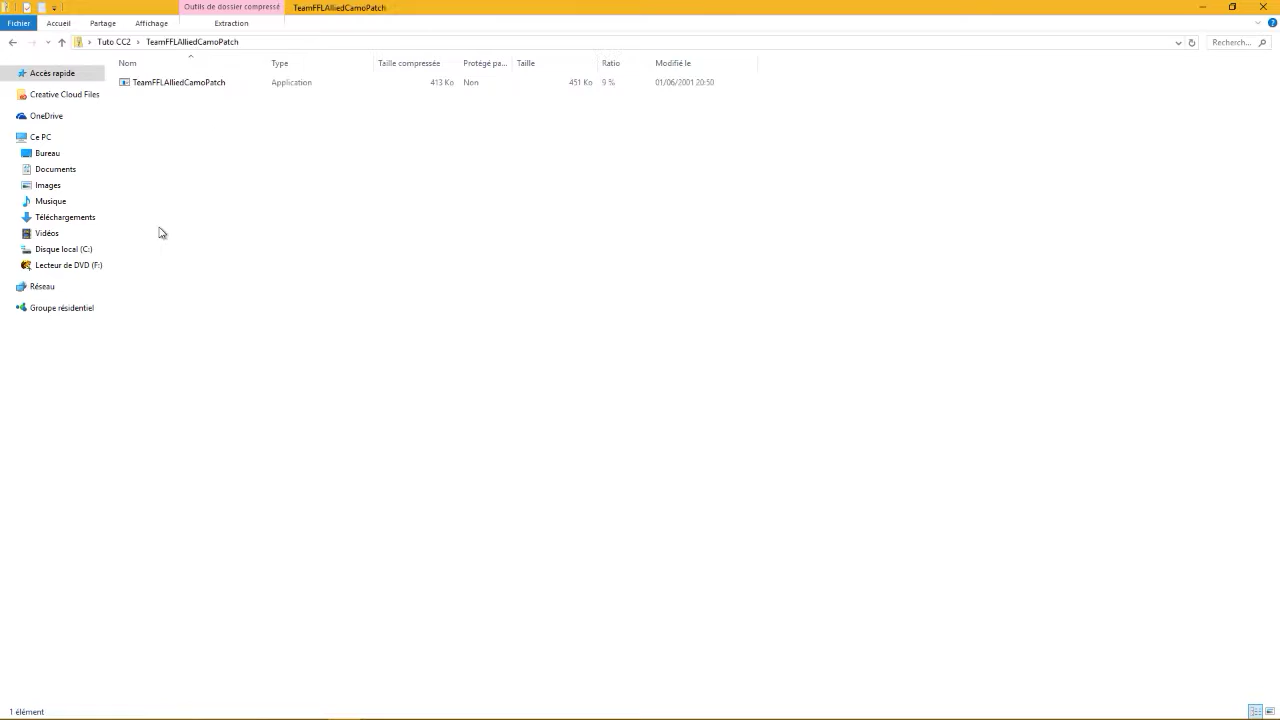 Outils de dossier compressé TeamFFLAlliedCamoPatch
Fichier Accueil Partage Affichage Extraction
Tuto CC2 TeamFFLAlliedCamoPatch Recherch...
Nom Type Taille compressée Protégé pa... Taille Ratio Modifié le
TeamFFLAlliedCamoPatch Application 413 Ko Non 451 Ko 9 % 01/06/2001 20:50
Accès rapide
Creative Cloud Files
OneDrive
Ce PC
Bureau
Documents
Images
Musique
Téléchargements
Vidéos
Disque local (C:)
Lecteur de DVD (F:)
Réseau
Groupe résidentiel
1 élément